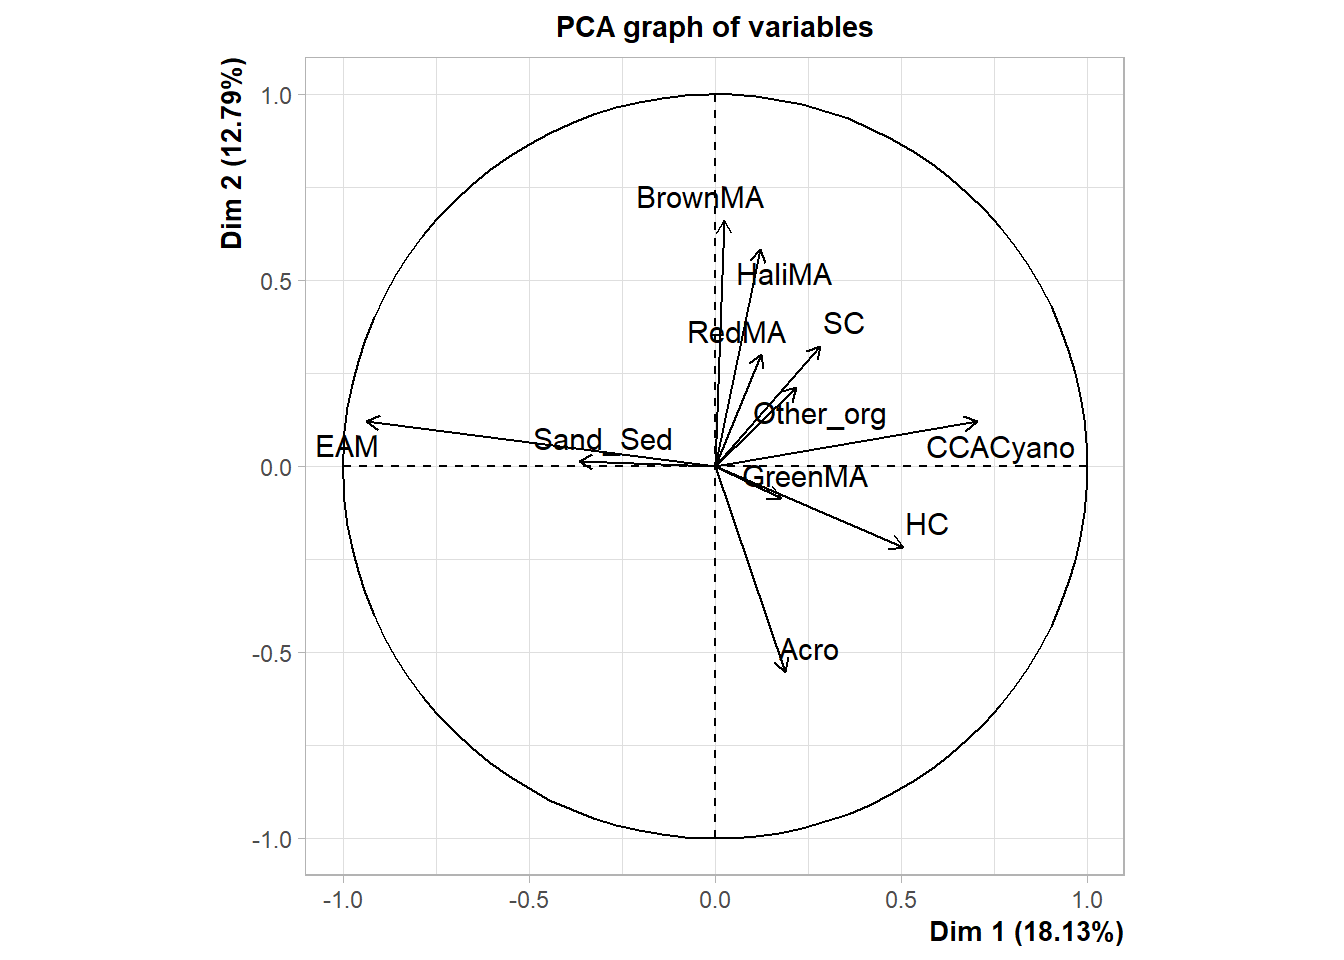 PCA graph of variables
Dim 2 (12.79%)
1.0
0.5
0.0
-0.5
-1.0
BrownMA
HaliMA
SC
RedMA
Other_org
EAM
Sand_Sed
CCACyano
GreenMA
HC
Acro
-1.0
-0.5
0.0
0.5
1.0
Dim 1 (18.13%)